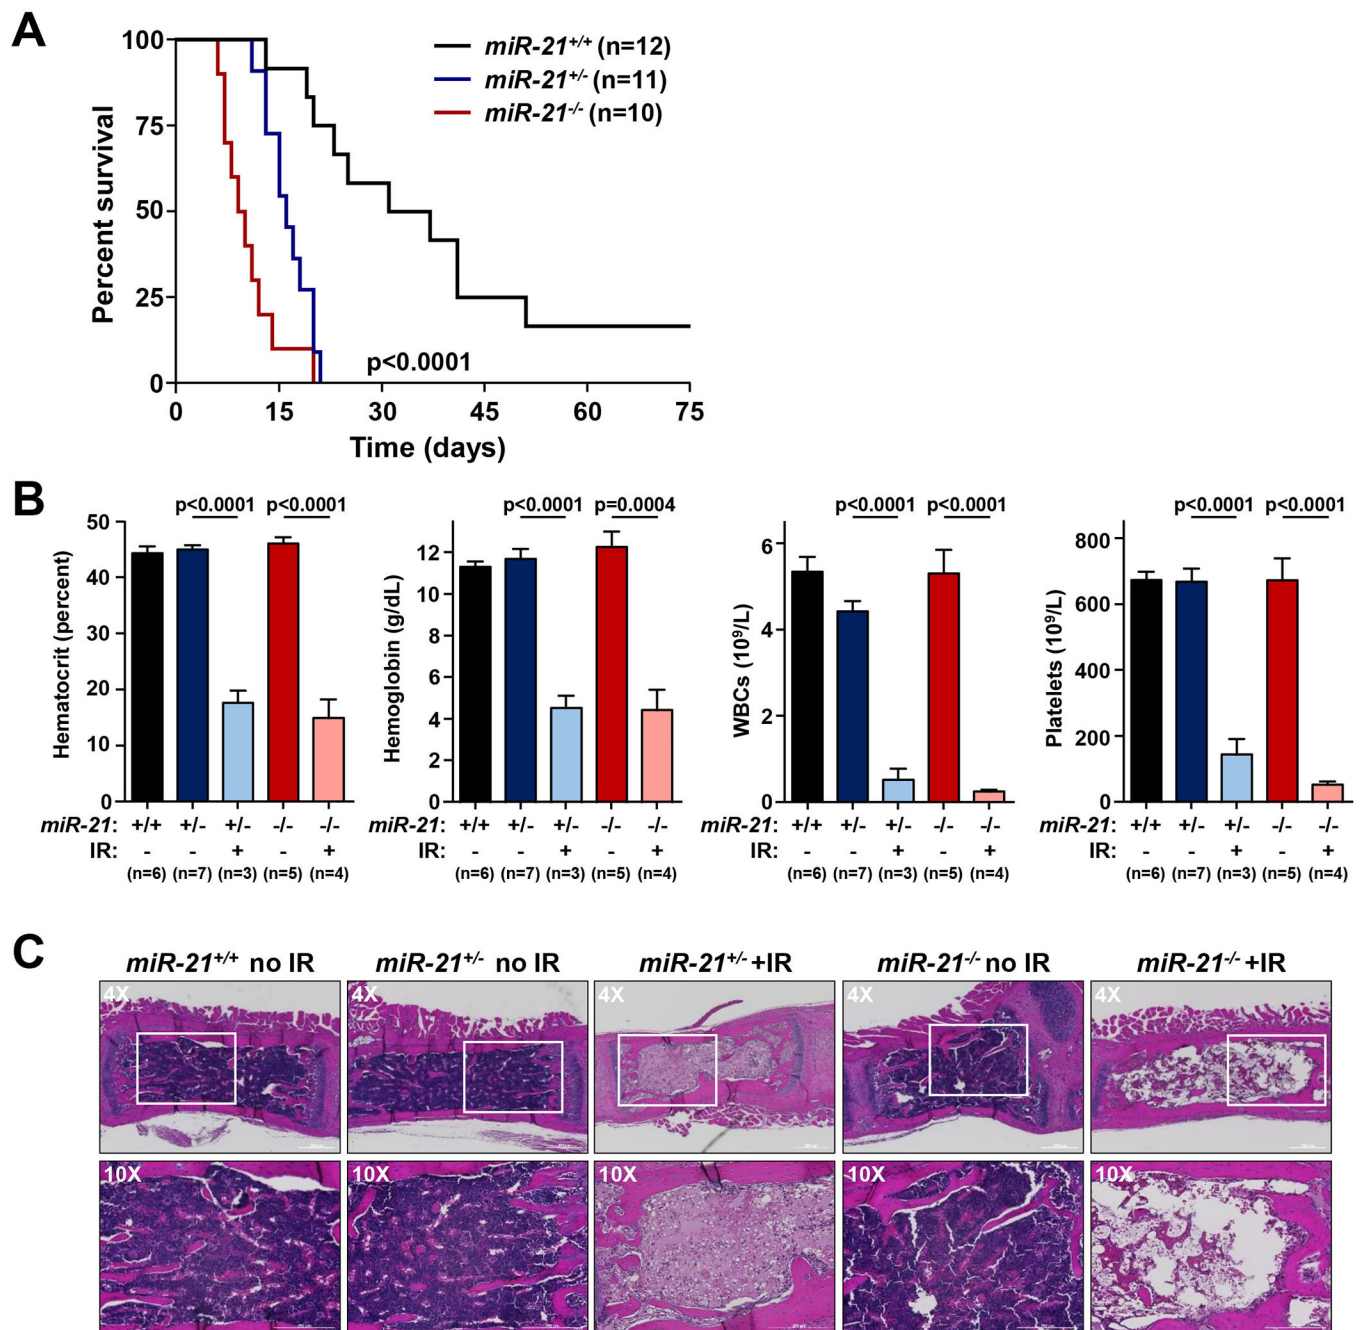 A
100
75
50
25
0
Percent survival
miR-21+/+ (n=12)
miR-21+/- (n=11)
miR-21-/- (n=10)
p<0.0001
0 15 30 45 60 75
Time (days)
B
p<0.0001 p<0.0001
50
40
30
20
10
0
Hematocrit (percent)
miR-21: +/+ +/- +/- -/- -/-
IR: - - + - +
(n=6) (n=7) (n=3) (n=5) (n=4)
p<0.0001 p=0.0004
12
10
8
6
4
2
0
Hemoglobin (g/dL)
miR-21: +/+ +/- +/- -/- -/-
IR: - - + - +
(n=6) (n=7) (n=3) (n=5) (n=4)
p<0.0001 p<0.0001
6
4
2
0
WBCs (10⁹/L)
miR-21: +/+ +/- +/- -/- -/-
IR: - - + - +
(n=6) (n=7) (n=3) (n=5) (n=4)
p<0.0001 p<0.0001
800
600
400
200
0
Platelets (10⁹/L)
miR-21: +/+ +/- +/- -/- -/-
IR: - - + - +
(n=6) (n=7) (n=3) (n=5) (n=4)
C
miR-21+/+ no IR miR-21+/- no IR miR-21+/- +IR miR-21-/- no IR miR-21-/- +IR
4X 4X 4X 4X 4X
10X 10X 10X 10X 10X